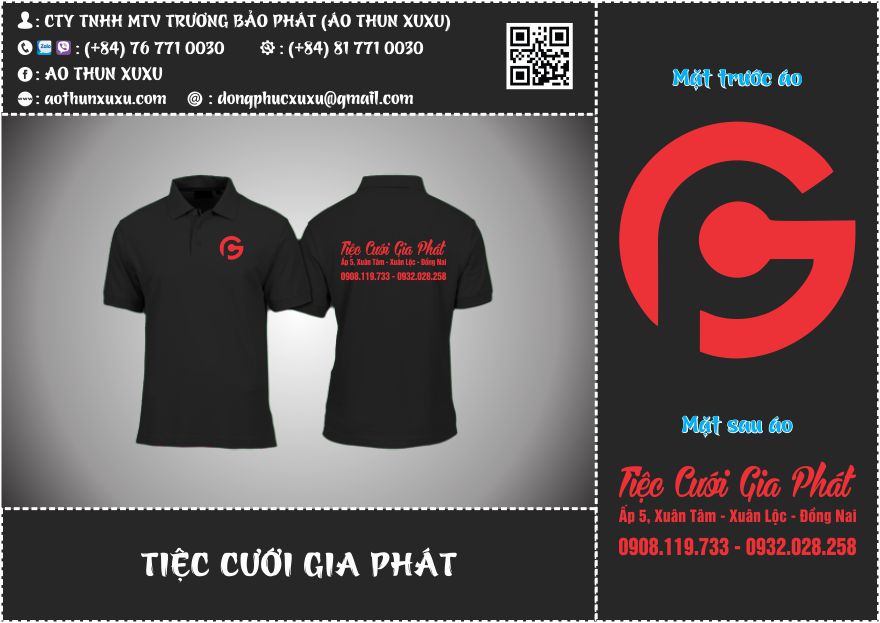 : CTY TNHH MTV TRƯƠNG BẢO PHÁT (ÁO THUN XUXU)
Zalo : (+84) 76 771 0030 : (+84) 81 771 0030
: AO THUN XUXU
www : aothunxuxu.com @ : dongphucxuxu@gmail.com
Tiệc Cưới Gia Phát
Ấp 5, Xuân Tâm - Xuân Lộc - Đồng Nai
0908.119.733 - 0932.028.258
TIỆC CƯỚI GIA PHÁT
Mặt trước áo
Mặt sau áo
Tiệc Cưới Gia Phát
Ấp 5, Xuân Tâm - Xuân Lộc - Đồng Nai
0908.119.733 - 0932.028.258